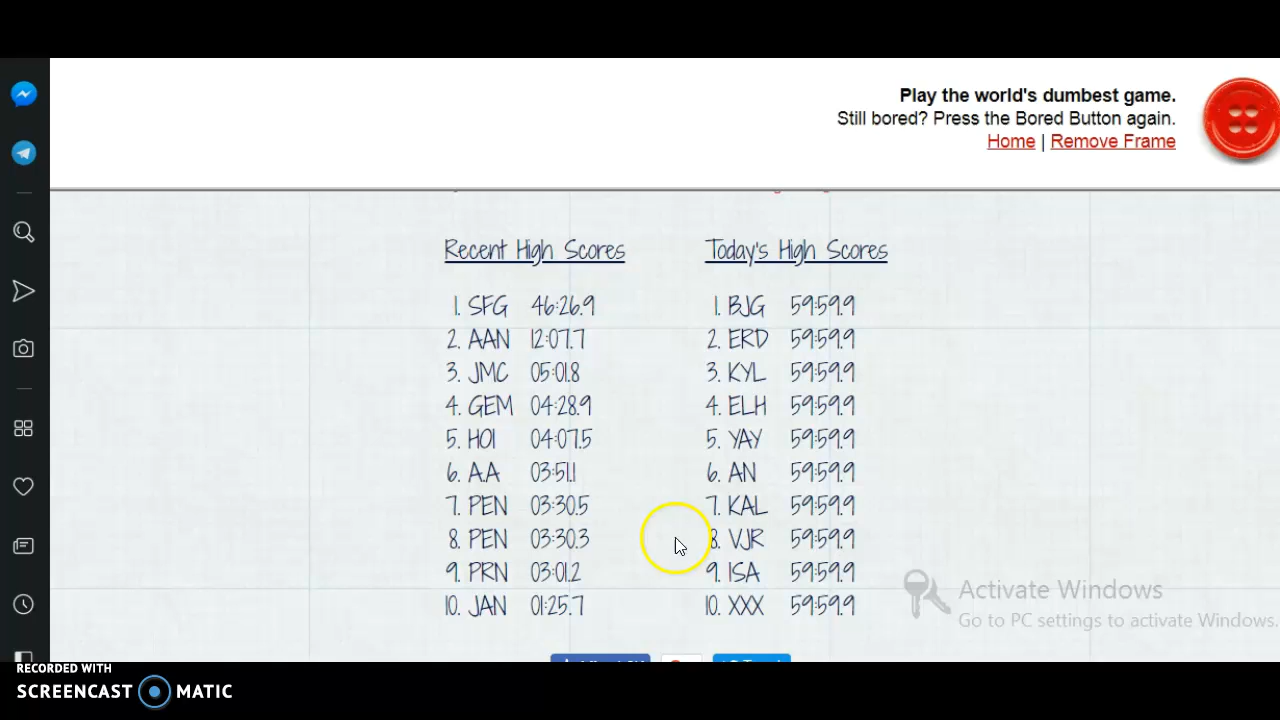 Play the world's dumbest game.
Still bored? Press the Bored Button again.
Home | Remove Frame
Recent High Scores
1. SFG 46:26.9
2. AAN 12:07.7
3. JMC 05:01.8
4. GEM 04:28.9
5. HOI 04:07.5
6. A.A 03:51.1
7. PEN 03:30.5
8. PEN 03:30.3
9. PRN 03:01.2
10. JAN 01:25.7
Today's High Scores
1. BJG 59:59.9
2. ERD 59:59.9
3. KYL 59:59.9
4. ELH 59:59.9
5. YAY 59:59.9
6. AN 59:59.9
7. KAL 59:59.9
8. VJR 59:59.9
9. ISA 59:59.9
10. XXX 59:59.9
Activate Windows
Go to PC settings to activate Windows.
RECORDED WITH
SCREENCAST MATIC